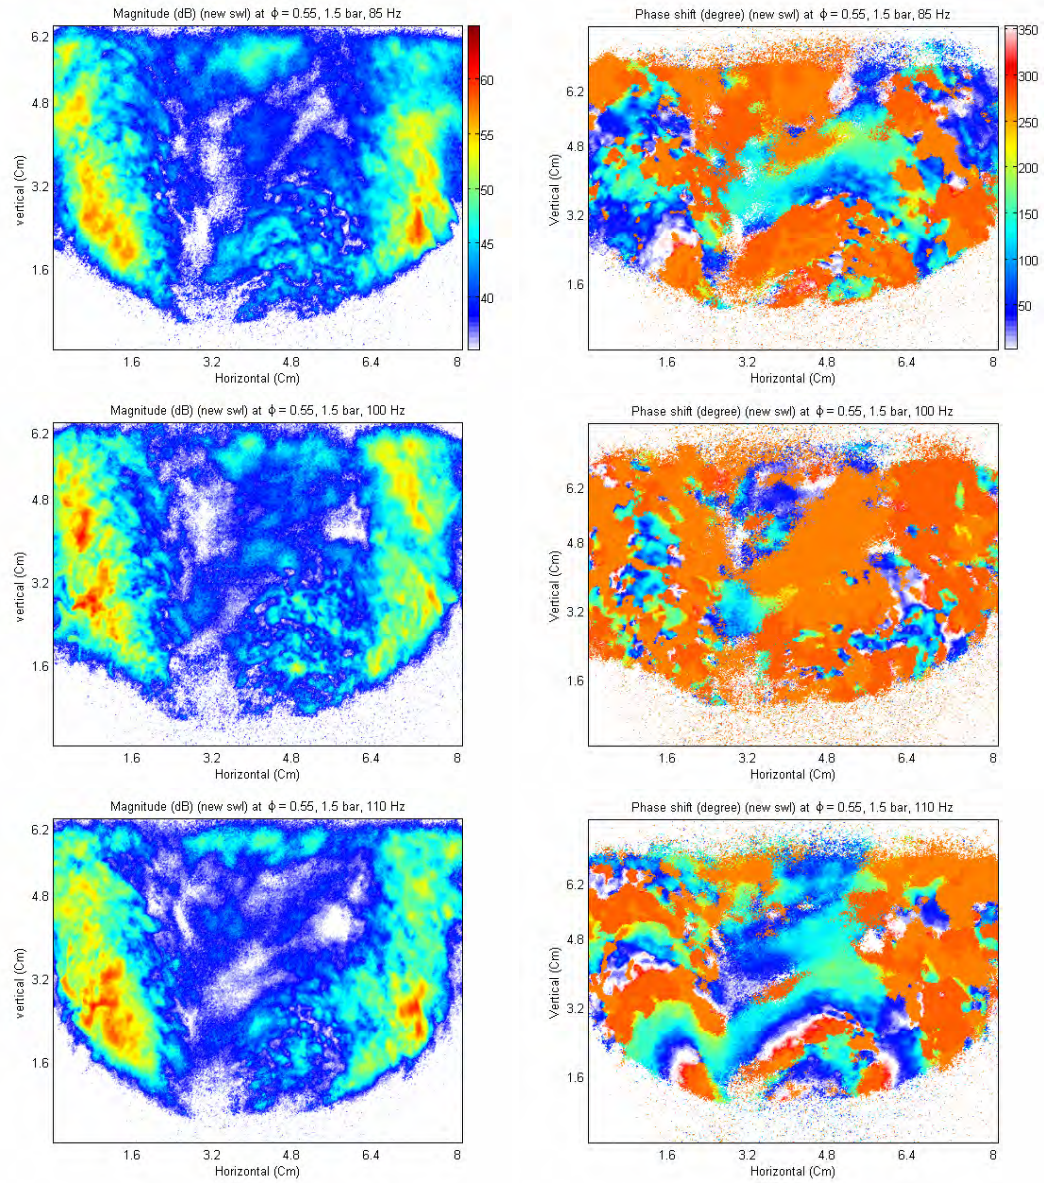 Magnitude (dB) (new swl) at ϕ = 0.55, 1.5 bar, 85 Hz
6.2
4.8
3.2
1.6
vertical (Cm)
1.6 3.2 4.8 6.4 8
Horizontal (Cm)
60
55
50
45
40
Phase shift (degree) (new swl) at ϕ = 0.55, 1.5 bar, 85 Hz
6.2
4.8
3.2
1.6
Vertical (Cm)
1.6 3.2 4.8 6.4 8
Horizontal (Cm)
350
300
250
200
150
100
50
Magnitude (dB) (new swl) at ϕ = 0.55, 1.5 bar, 100 Hz
6.2
4.8
3.2
1.6
vertical (Cm)
1.6 3.2 4.8 6.4 8
Horizontal (Cm)
Phase shift (degree) (new swl) at ϕ = 0.55, 1.5 bar, 100 Hz
6.2
4.8
3.2
1.6
Vertical (Cm)
1.6 3.2 4.8 6.4 8
Horizontal (Cm)
Magnitude (dB) (new swl) at ϕ = 0.55, 1.5 bar, 110 Hz
6.2
4.8
3.2
1.6
vertical (Cm)
1.6 3.2 4.8 6.4 8
Horizontal (Cm)
Phase shift (degree) (new swl) at ϕ = 0.55, 1.5 bar, 110 Hz
6.2
4.8
3.2
1.6
Vertical (Cm)
1.6 3.2 4.8 6.4 8
Horizontal (Cm)